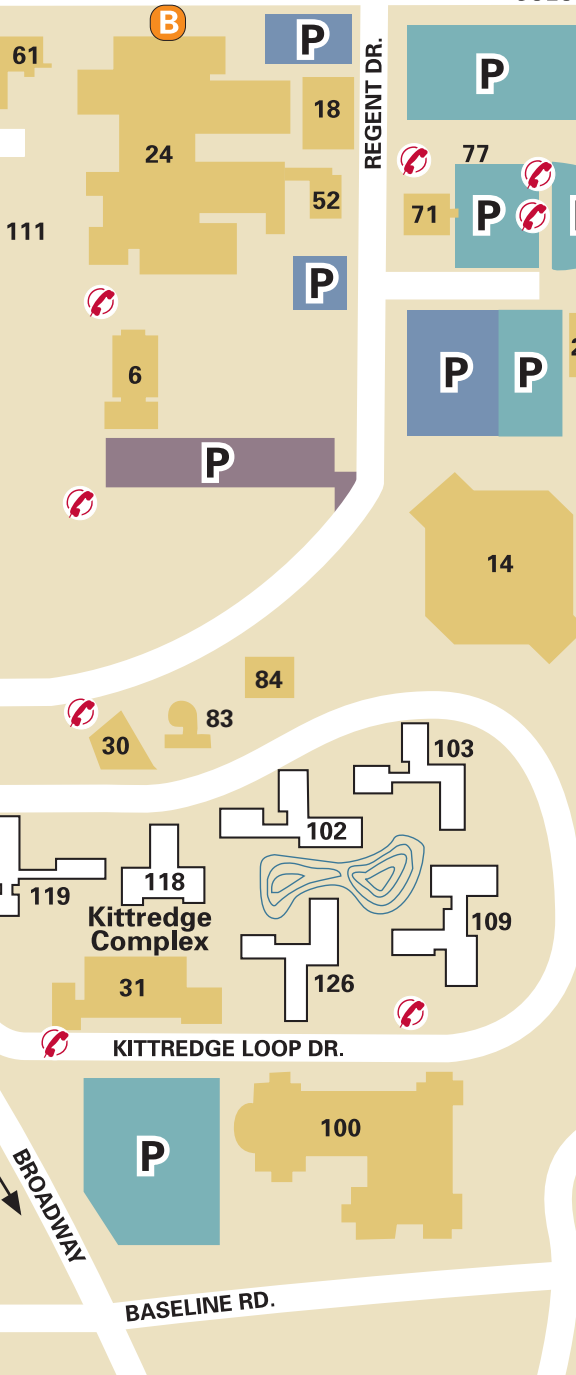 B
61
P
REGENT DR.
P
18
24
77
52
71
P
111
P
6
P
P
P
14
84
83
30
103
102
118
119
Kittredge
Complex
109
31
126
KITTREDGE LOOP DR.
100
P
BROADWAY
BASELINE RD.